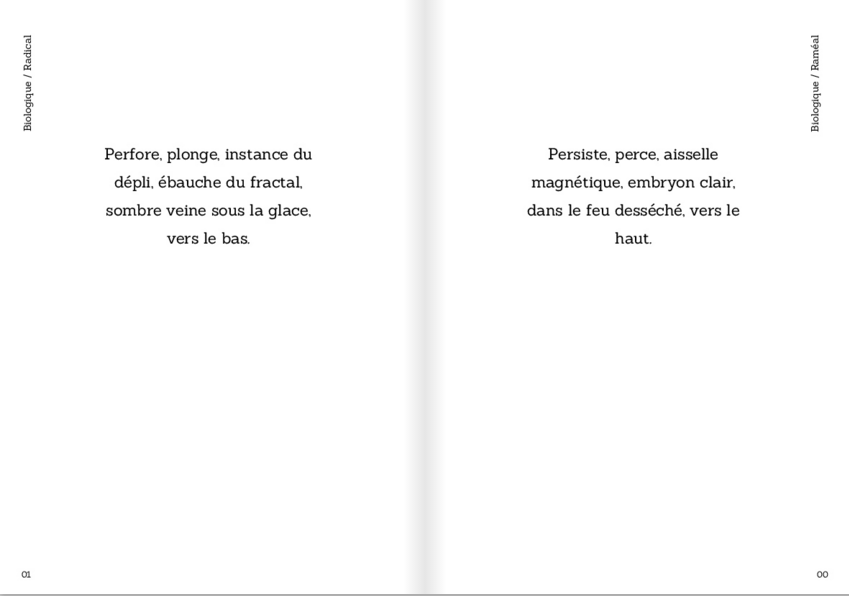 Biologique / Radical
Perfore, plonge, instance du
dépli, ébauche du fractal,
sombre veine sous la glace,
vers le bas.
01
Biologique / Raméal
Persiste, perce, aisselle
magnétique, embryon clair,
dans le feu desséché, vers le
haut.
00